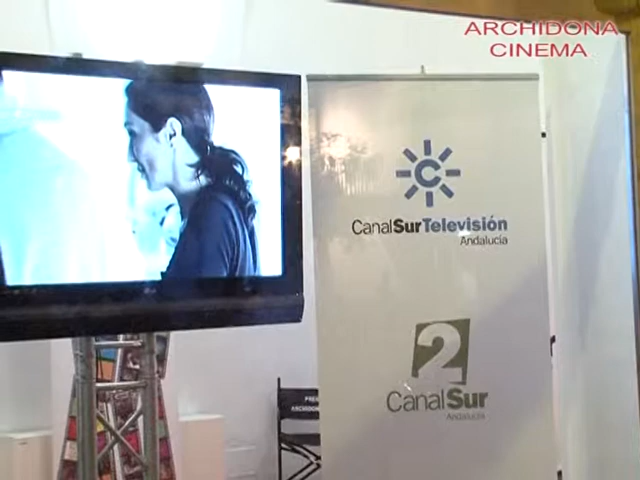 ARCHIDONA
CINEMA
CanalSurTelevisión
Andalucía
2
CanalSur
Andalucía